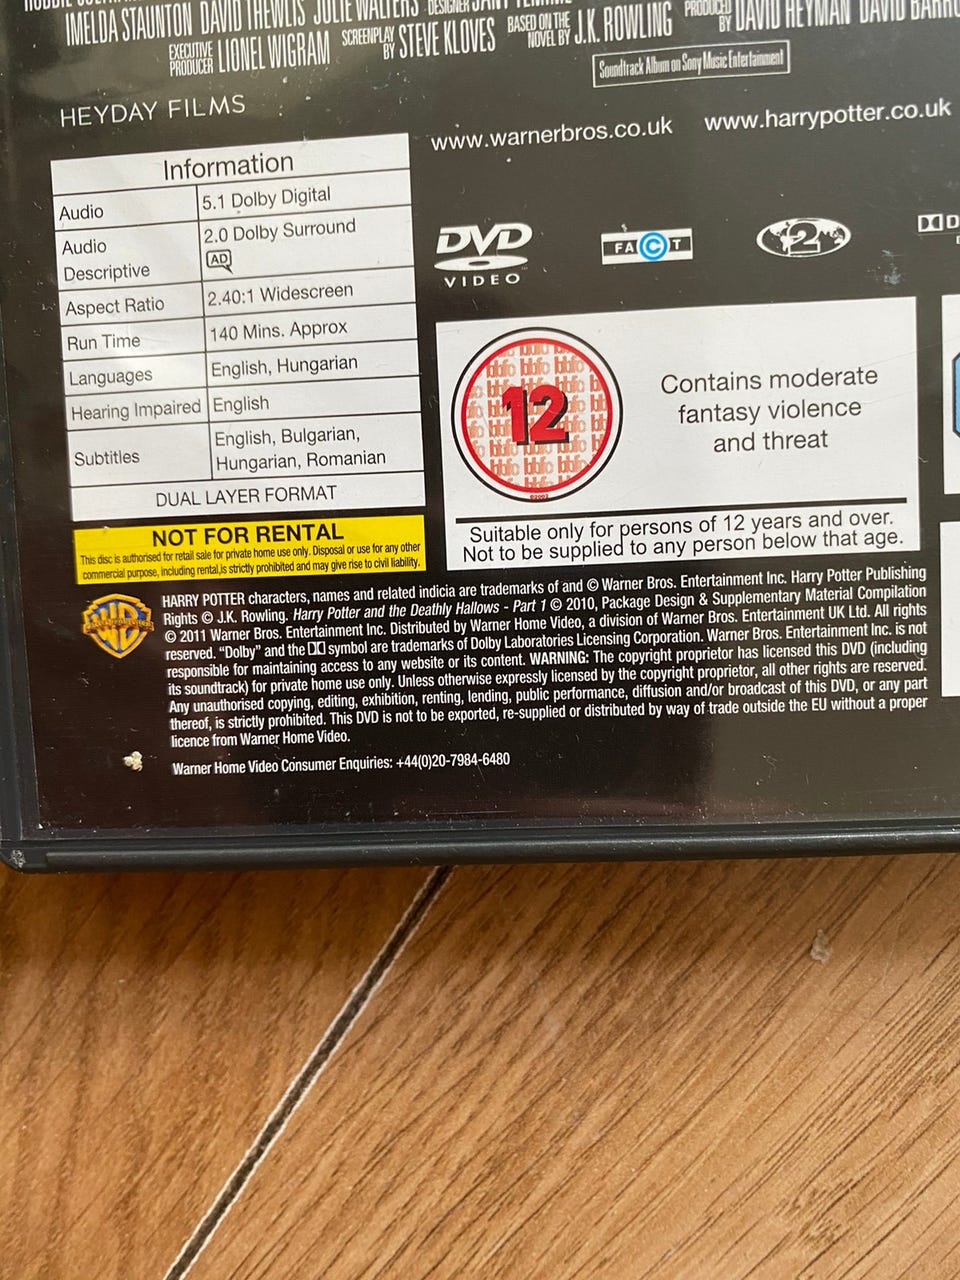 IMELDA STAUNTON DAVID THEWLIS JULIE WALTERS DESIGNER
EXECUTIVE PRODUCER LIONEL WIGRAM SCREENPLAY BY STEVE KLOVES BASED ON THE NOVEL BY J.K. ROWLING PRODUCED BY DAVID HEYMAN DAVID
Soundtrack Album on Sony Music Entertainment
HEYDAY FILMS
www.warnerbros.co.uk www.harrypotter.co.uk
Information
Audio 5.1 Dolby Digital
Audio Descriptive 2.0 Dolby Surround
AD
Aspect Ratio 2.40:1 Widescreen
Run Time 140 Mins. Approx
Languages English, Hungarian
Hearing Impaired English
Subtitles English, Bulgarian,
Hungarian, Romanian
DUAL LAYER FORMAT
DVD
VIDEO
FACT
2
12
bbfc
Contains moderate
fantasy violence
and threat
Suitable only for persons of 12 years and over.
Not to be supplied to any person below that age.
NOT FOR RENTAL
This disc is authorised for retail sale for private home use only. Disposal or use for any other
commercial purpose, including rental,is strictly prohibited and may give rise to civil liability.
WB
HARRY POTTER characters, names and related indicia are trademarks of and © Warner Bros. Entertainment Inc. Harry Potter Publishing
Rights © J.K. Rowling. Harry Potter and the Deathly Hallows - Part 1 © 2010, Package Design & Supplementary Material Compilation
© 2011 Warner Bros. Entertainment Inc. Distributed by Warner Home Video, a division of Warner Bros. Entertainment UK Ltd. All rights
reserved. “Dolby” and the symbol are trademarks of Dolby Laboratories Licensing Corporation. Warner Bros. Entertainment Inc. is not
responsible for maintaining access to any website or its content. WARNING: The copyright proprietor has licensed this DVD (including
its soundtrack) for private home use only. Unless otherwise expressly licensed by the copyright proprietor, all other rights are reserved.
Any unauthorised copying, editing, exhibition, renting, lending, public performance, diffusion and/or broadcast of this DVD, or any part
thereof, is strictly prohibited. This DVD is not to be exported, re-supplied or distributed by way of trade outside the EU without a proper
licence from Warner Home Video.
Warner Home Video Consumer Enquiries: +44(0)20-7984-6480